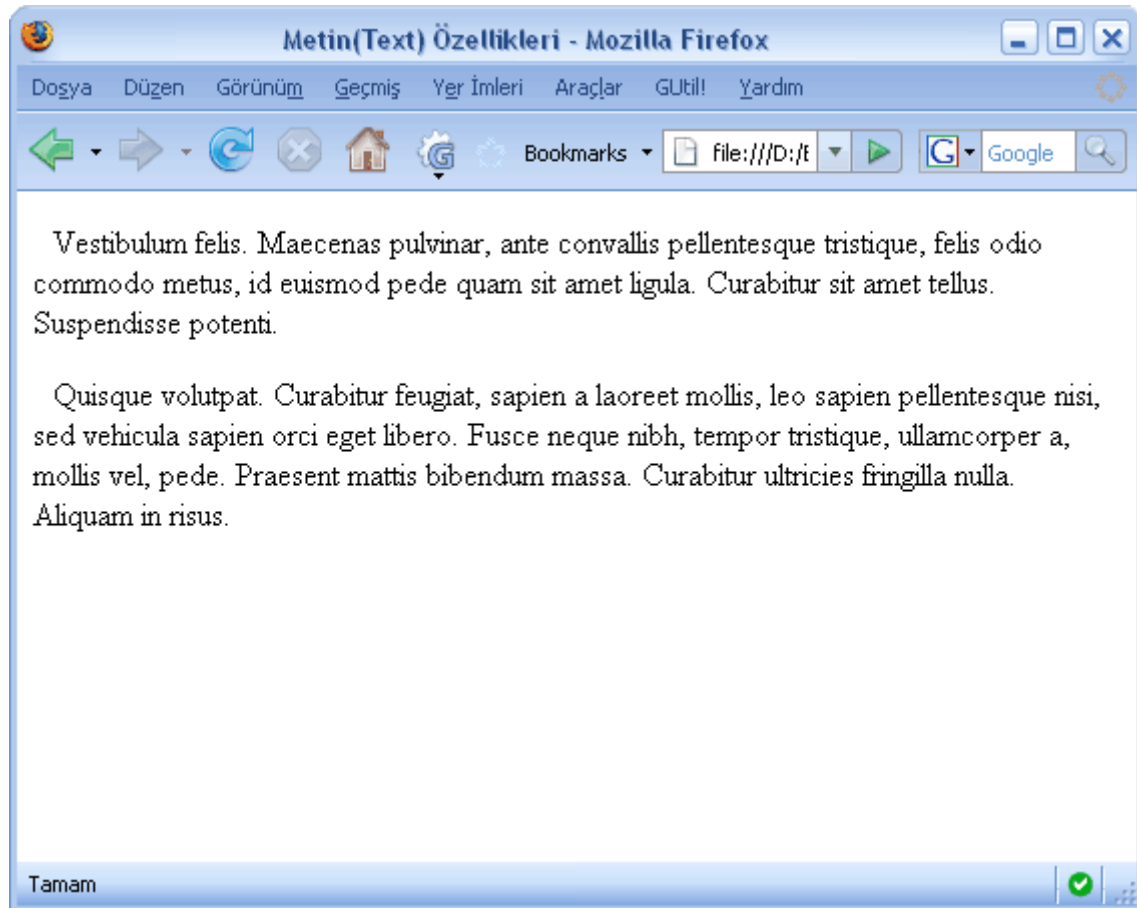 Metin(Text) Özellikleri - Mozilla Firefox
Dosya Düzen Görünüm Geçmiş Yer İmleri Araçlar GUtil! Yardım
Bookmarks file:///D:/ G Google
Vestibulum felis. Maecenas pulvinar, ante convallis pellentesque tristique, felis odio
commodo metus, id euismod pede quam sit amet ligula. Curabitur sit amet tellus.
Suspendisse potenti.
Quisque volutpat. Curabitur feugiat, sapien a laoreet mollis, leo sapien pellentesque nisi,
sed vehicula sapien orci eget libero. Fusce neque nibh, tempor tristique, ullamcorper a,
mollis vel, pede. Praesent mattis bibendum massa. Curabitur ultricies fringilla nulla.
Aliquam in risus.
Tamam